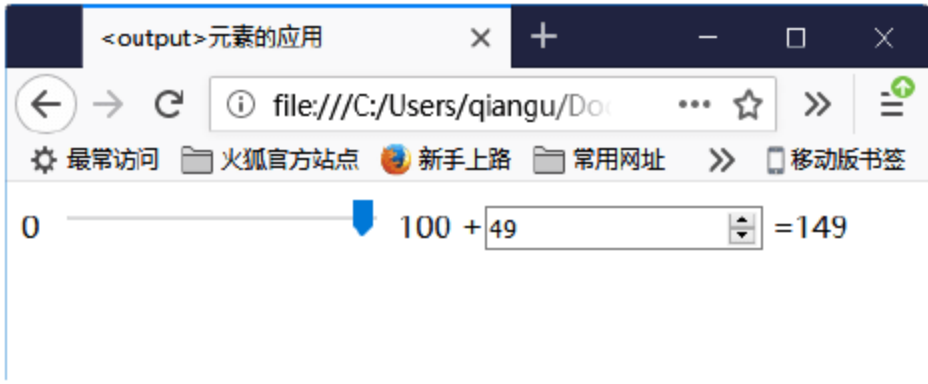 <output>元素的应用
file:///C:/Users/qiangu/Do
最常访问 火狐官方站点 新手上路 常用网址 移动版书签
0 100 + 49 =149